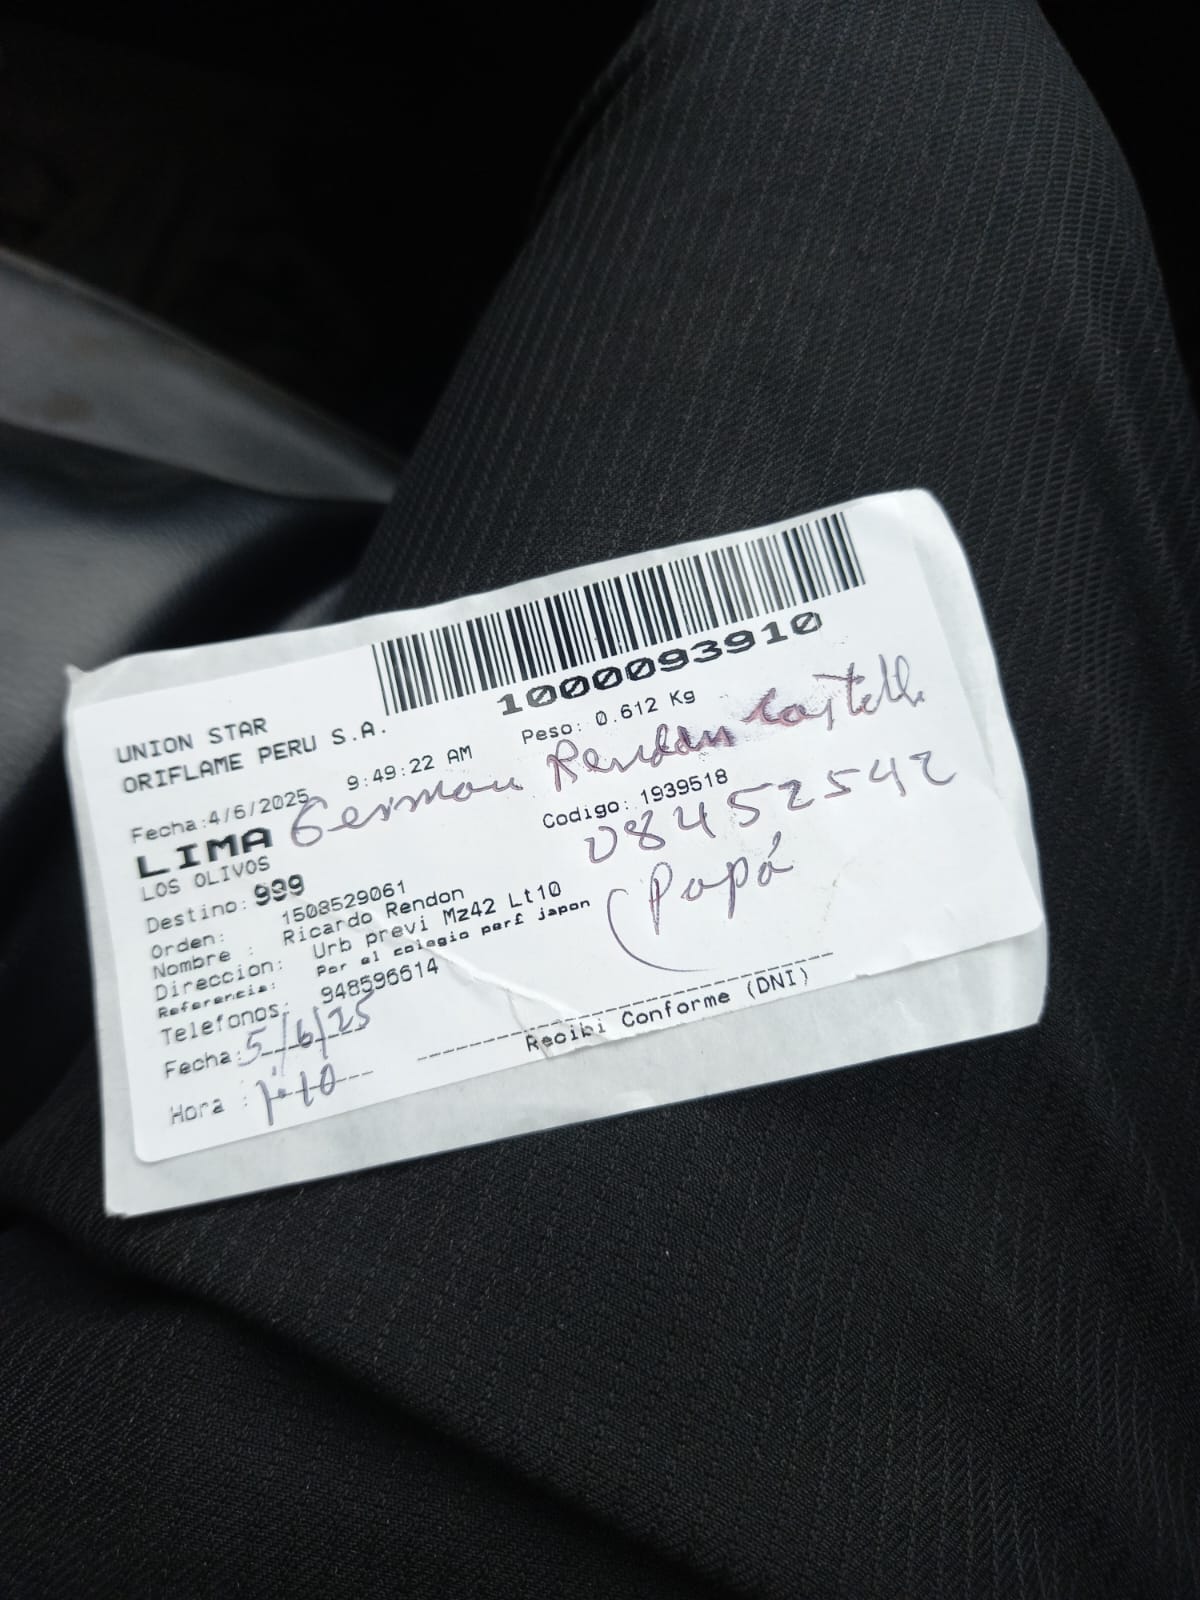 1000093910
UNION STAR
ORIFLAME PERU S.A.
Peso: 0.612 Kg
Fecha:4/6/2025 9:49:22 AM
German Rendon Castello
LIMA
Codigo: 1939518
LOS OLIVOS
08452542
Destino: 999
(Papá
Orden: 1508529061
Nombre : Ricardo Rendon
Direccion: Urb previ Mz42 Lt10
Referencia: Por el colegio perf japon
Telefonos: 948596614
Fecha: 5/6/25
Recibi Conforme (DNI)
Hora :